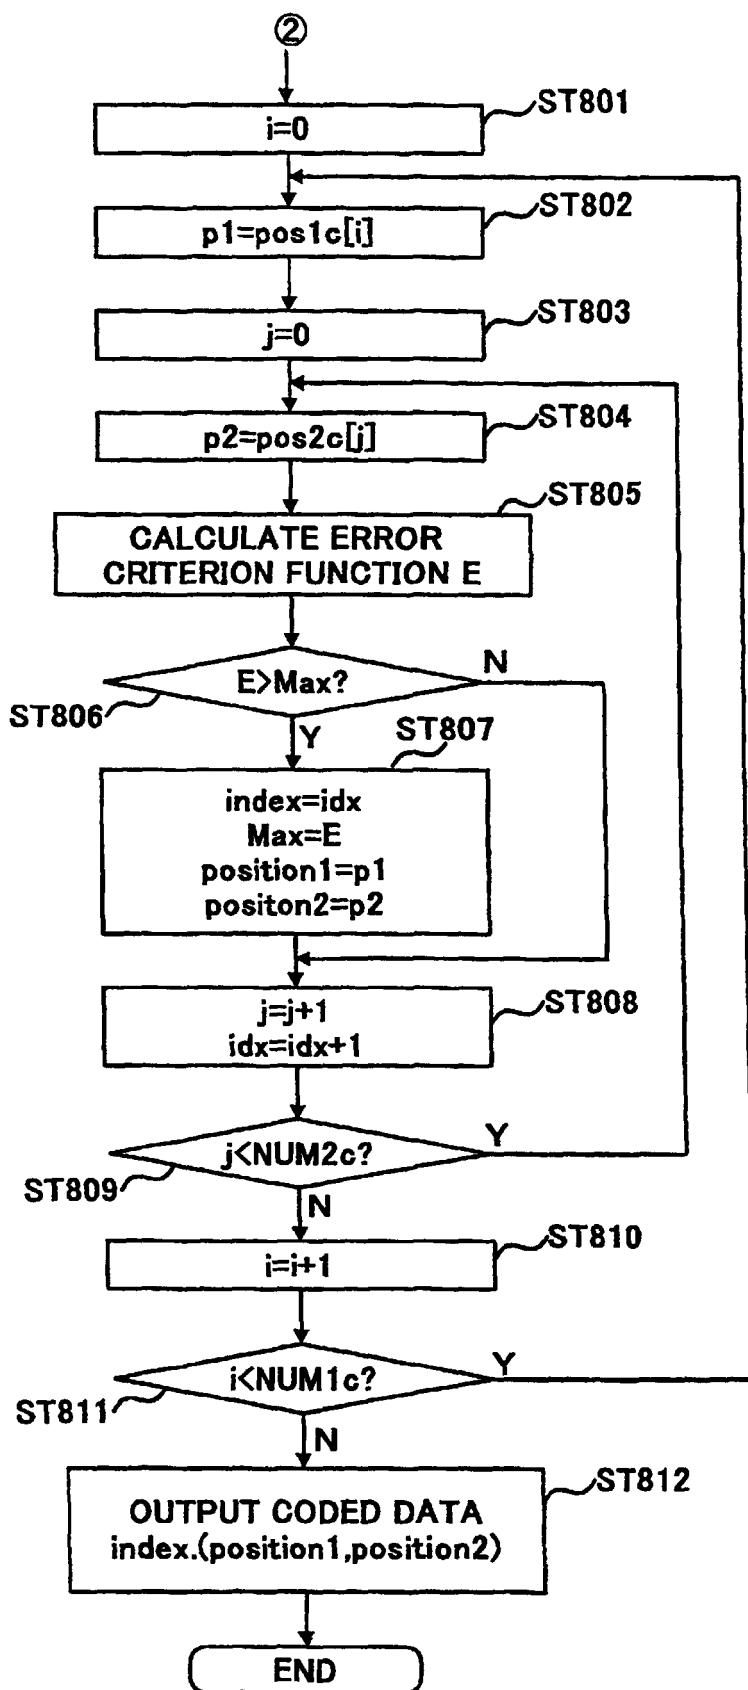 ②
ST801
i=0
ST802
p1=pos1c[i]
ST803
j=0
ST804
p2=pos2c[j]
ST805
CALCULATE ERROR
CRITERION FUNCTION E
E>Max?
N
ST806
Y
ST807
index=idx
Max=E
position1=p1
positon2=p2
ST808
j=j+1
idx=idx+1
j<NUM2c?
Y
ST809
N
ST810
i=i+1
i<NUM1c?
Y
ST811
N
ST812
OUTPUT CODED DATA
index.(position1,position2)
END